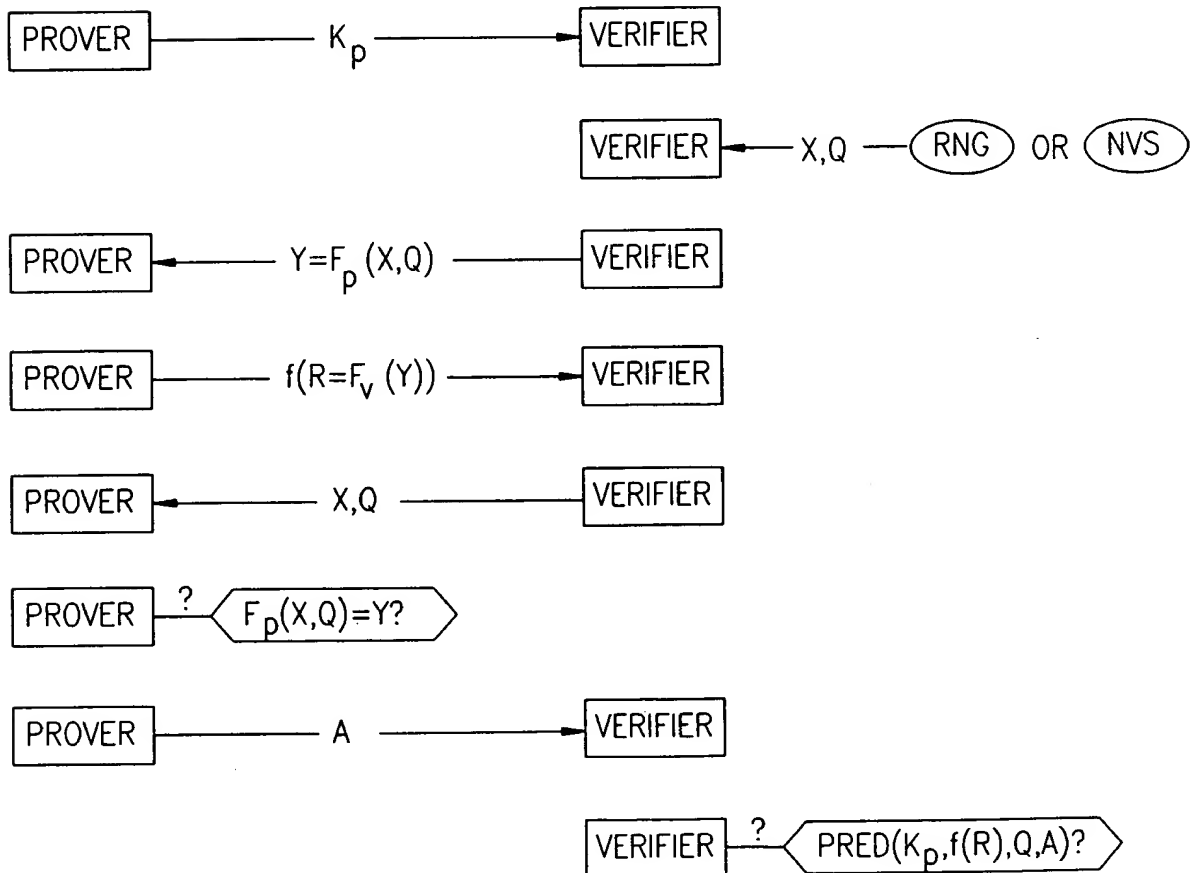 PROVER K_p VERIFIER
VERIFIER X,Q RNG OR NVS
PROVER Y=F_p (X,Q) VERIFIER
PROVER f(R=F_v (Y)) VERIFIER
PROVER X,Q VERIFIER
PROVER ? F_p(X,Q)=Y?
PROVER A VERIFIER
VERIFIER ? PRED(K_p,f(R),Q,A)?